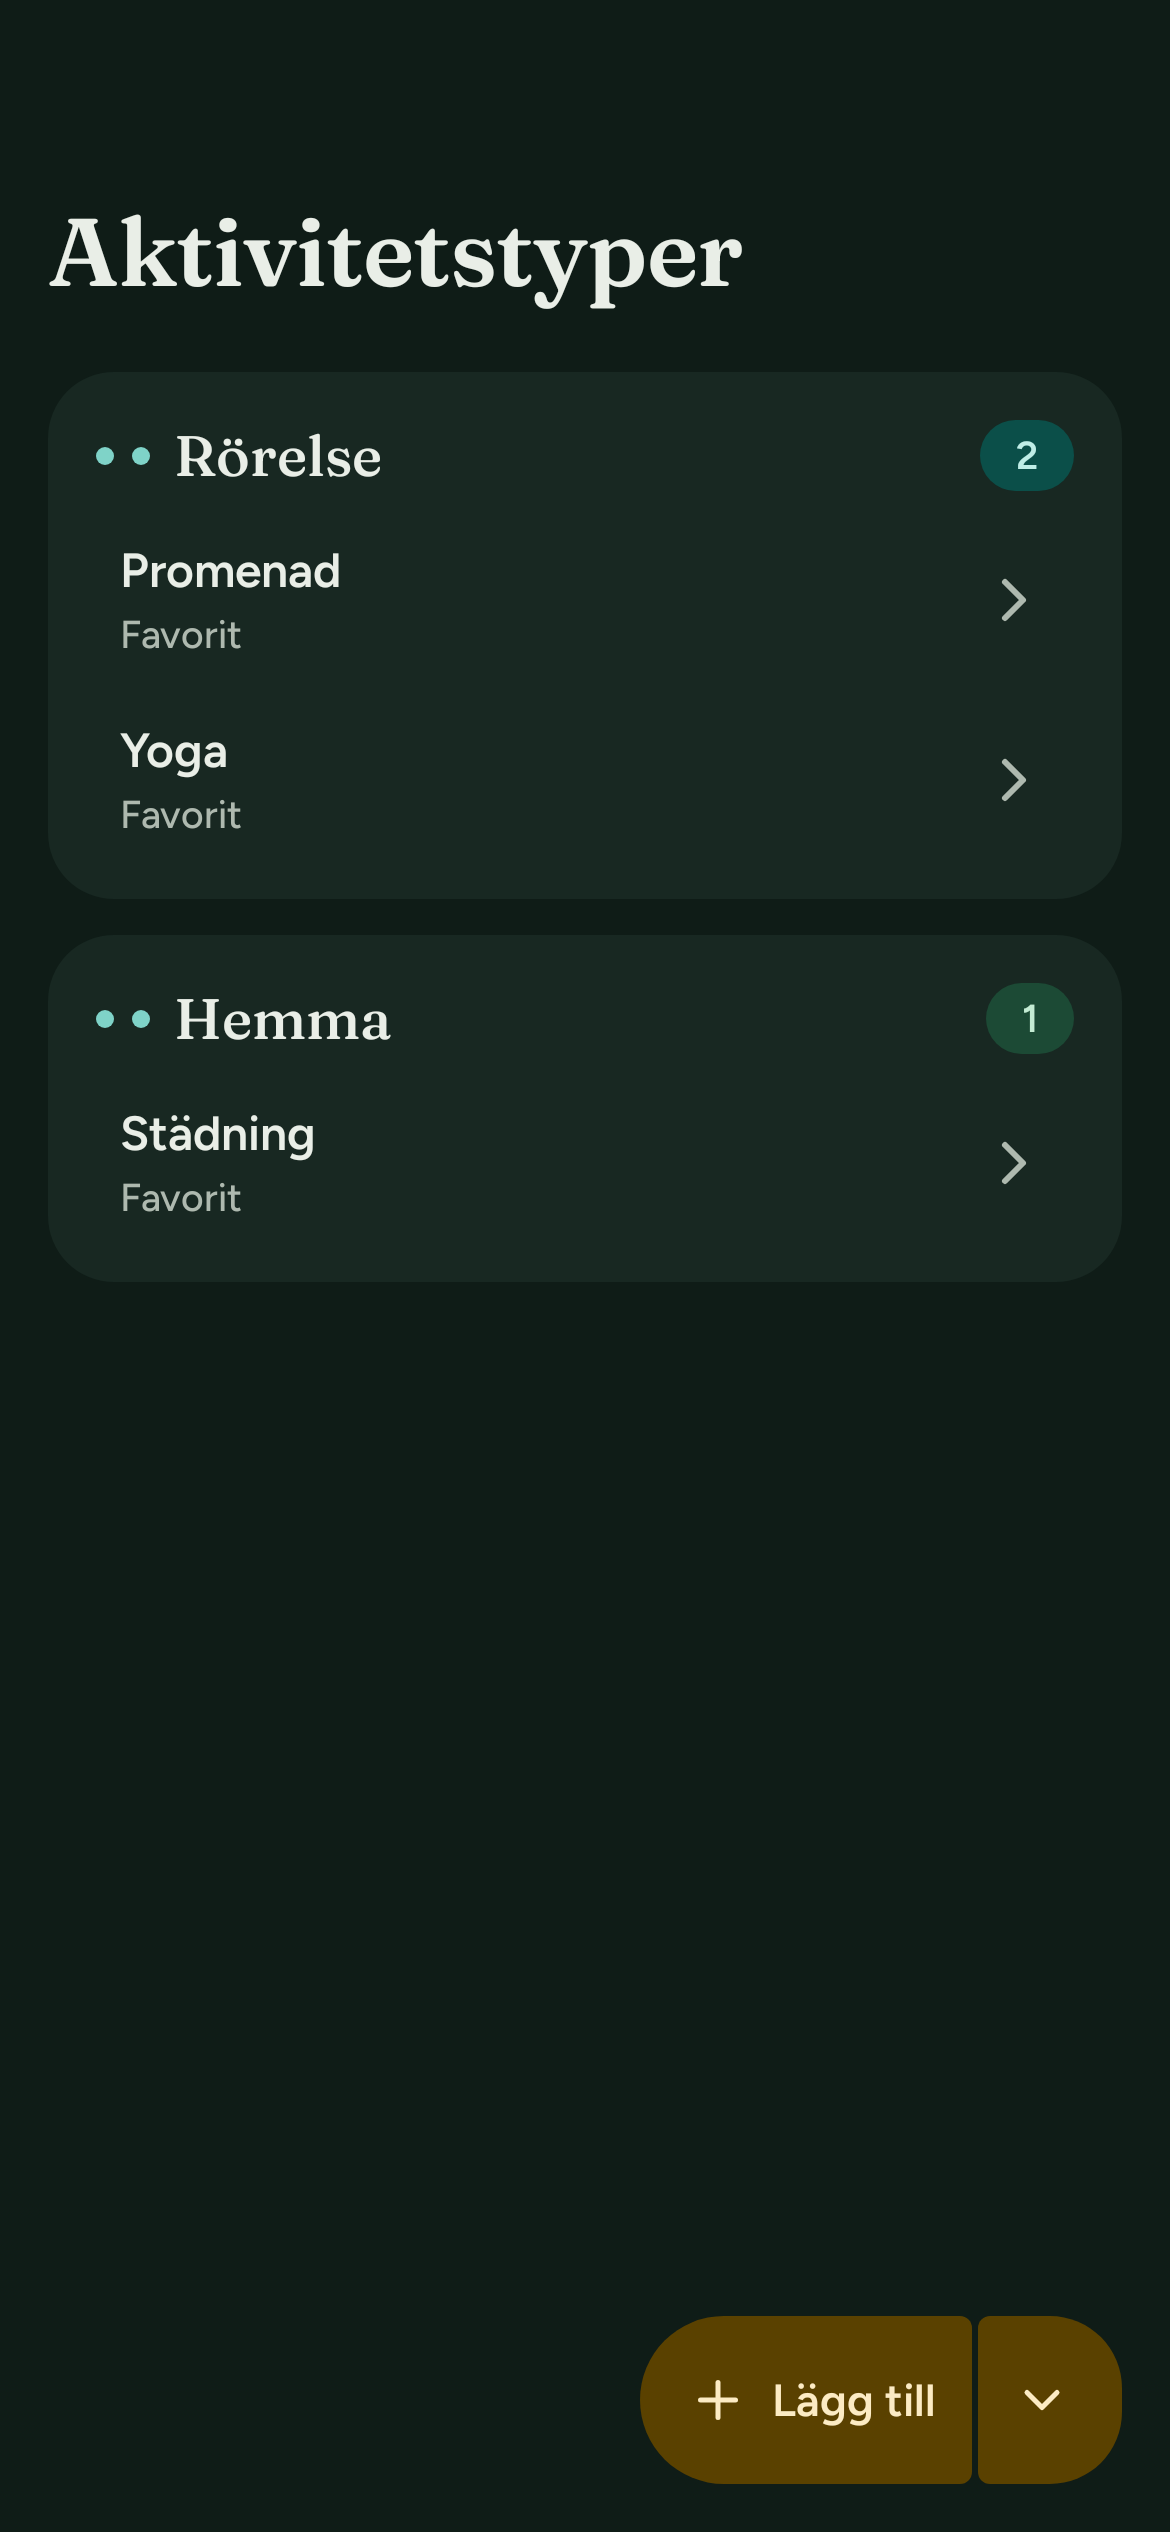 Aktivitetstyper
Rörelse
2
Promenad
Favorit
Yoga
Favorit
Hemma
1
Städning
Favorit
Lägg till